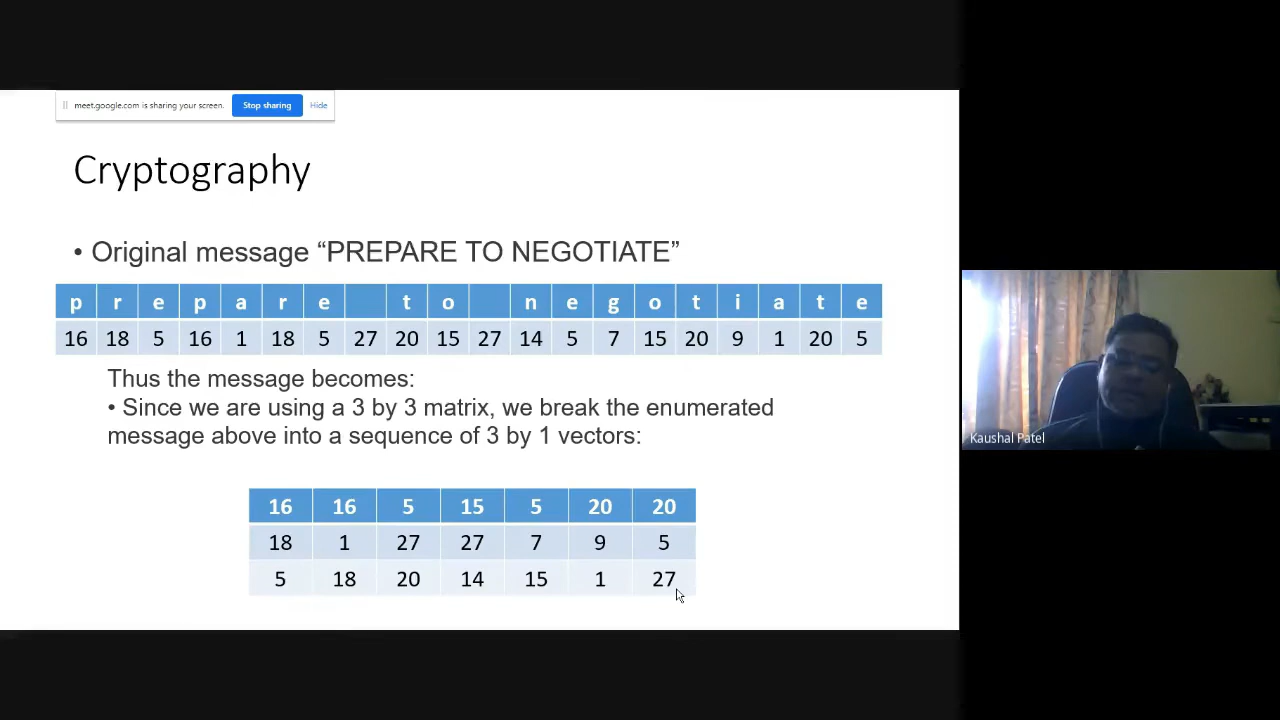 meet.google.com is sharing your screen. Stop sharing Hide
Cryptography
• Original message “PREPARE TO NEGOTIATE”
p r e p a r e t o n e g o t i a t e
16 18 5 16 1 18 5 27 20 15 27 14 5 7 15 20 9 1 20 5
Thus the message becomes:
• Since we are using a 3 by 3 matrix, we break the enumerated
message above into a sequence of 3 by 1 vectors:
16 16 5 15 5 20 20
18 1 27 27 7 9 5
5 18 20 14 15 1 27
Kaushal Patel